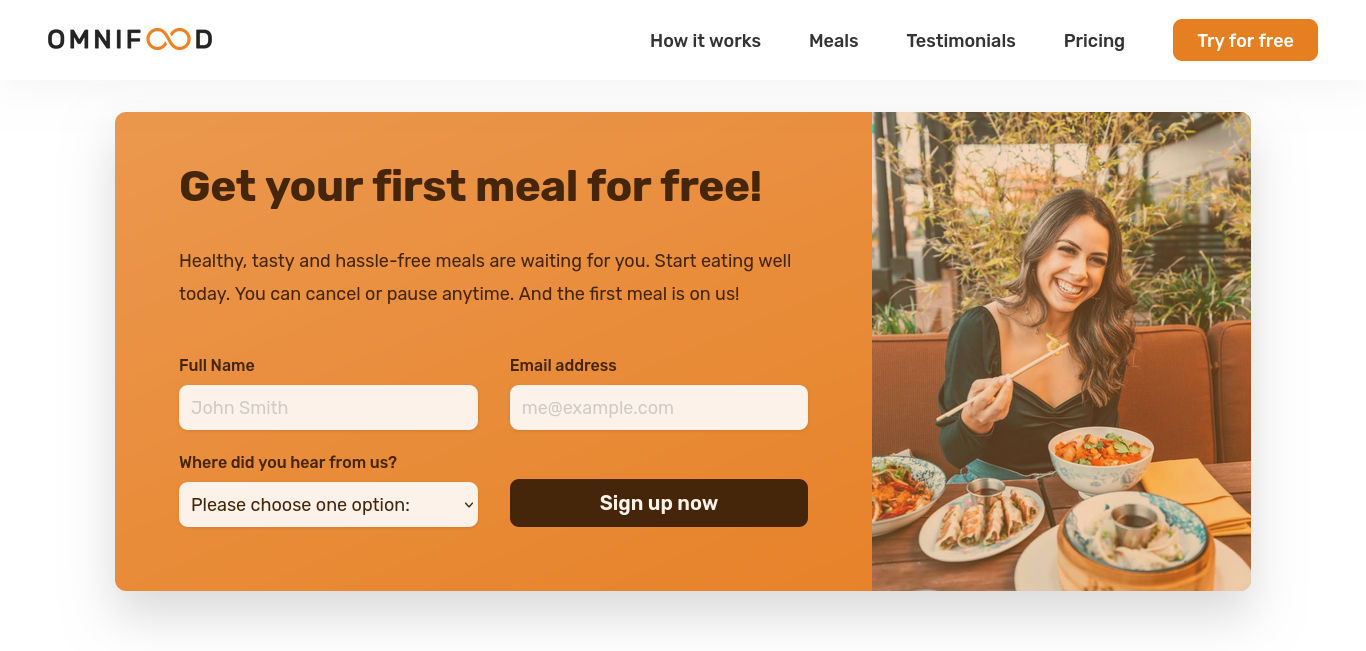 OMNIFOOD
How it works
Meals
Testimonials
Pricing
Try for free
Get your first meal for free!
Healthy, tasty and hassle-free meals are waiting for you. Start eating well
today. You can cancel or pause anytime. And the first meal is on us!
Full Name
Email address
John Smith
me@example.com
Where did you hear from us?
Please choose one option:
Sign up now